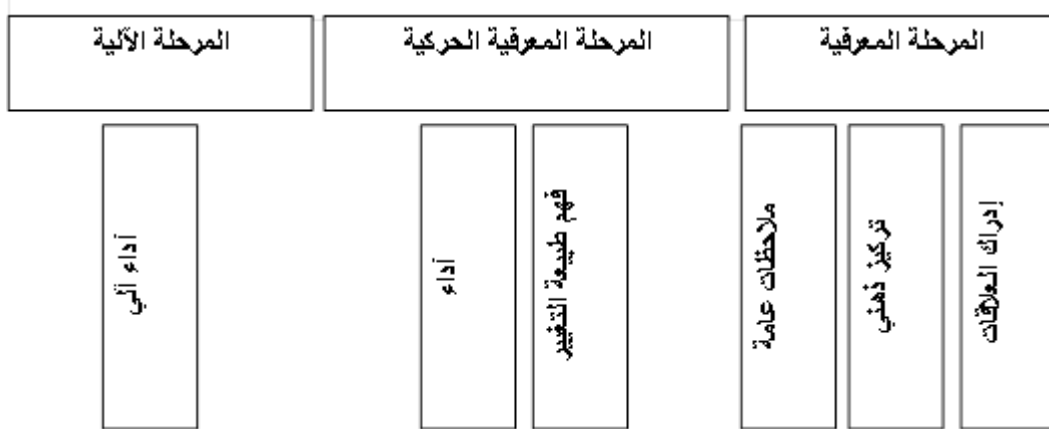 المرحلة المعرفية
المرحلة المعرفية الحركية
المرحلة الآلية
إدراك العلاقات
تركيز ذهني
ملاحظات عامة
فهم طبيعة التغيير
أداء
أداء آلي